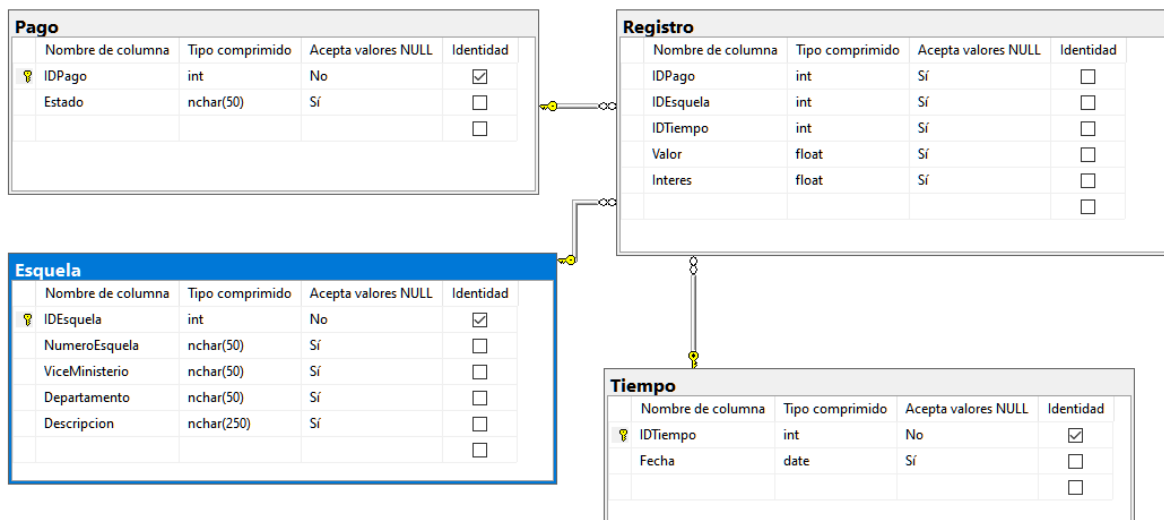 Pago
Nombre de columna Tipo comprimido Acepta valores NULL Identidad
IDPago int No
Estado nchar(50) Sí
Registro
Nombre de columna Tipo comprimido Acepta valores NULL Identidad
IDPago int Sí
IDEsquela int Sí
IDTiempo int Sí
Valor float Sí
Interes float Sí
Esquela
Nombre de columna Tipo comprimido Acepta valores NULL Identidad
IDEsquela int No
NumeroEsquela nchar(50) Sí
ViceMinisterio nchar(50) Sí
Departamento nchar(50) Sí
Descripcion nchar(250) Sí
Tiempo
Nombre de columna Tipo comprimido Acepta valores NULL Identidad
IDTiempo int No
Fecha date Sí